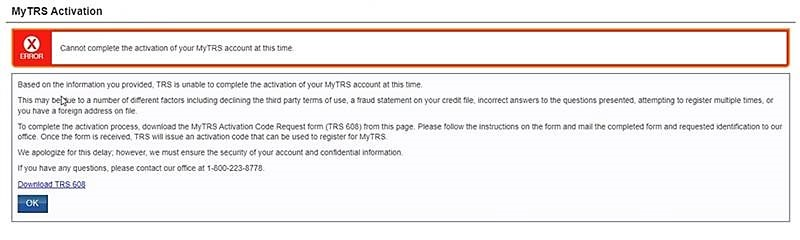 MyTRS Activation
ERROR
Cannot complete the activation of your MyTRS account at this time.
Based on the information you provided, TRS is unable to complete the activation of your MyTRS account at this time.
This may be due to a number of different factors including declining the third party terms of use, a fraud statement on your credit file, incorrect answers to the questions presented, attempting to register multiple times, or
you have a foreign address on file.
To complete the activation process, download the MyTRS Activation Code Request form (TRS 608) from this page. Please follow the instructions on the form and mail the completed form and requested identification to our
office. Once the form is received, TRS will issue an activation code that can be used to register for MyTRS.
We apologize for this delay; however, we must ensure the security of your account and confidential information.
If you have any questions, please contact our office at 1-800-223-8778.
Download TRS 608
OK